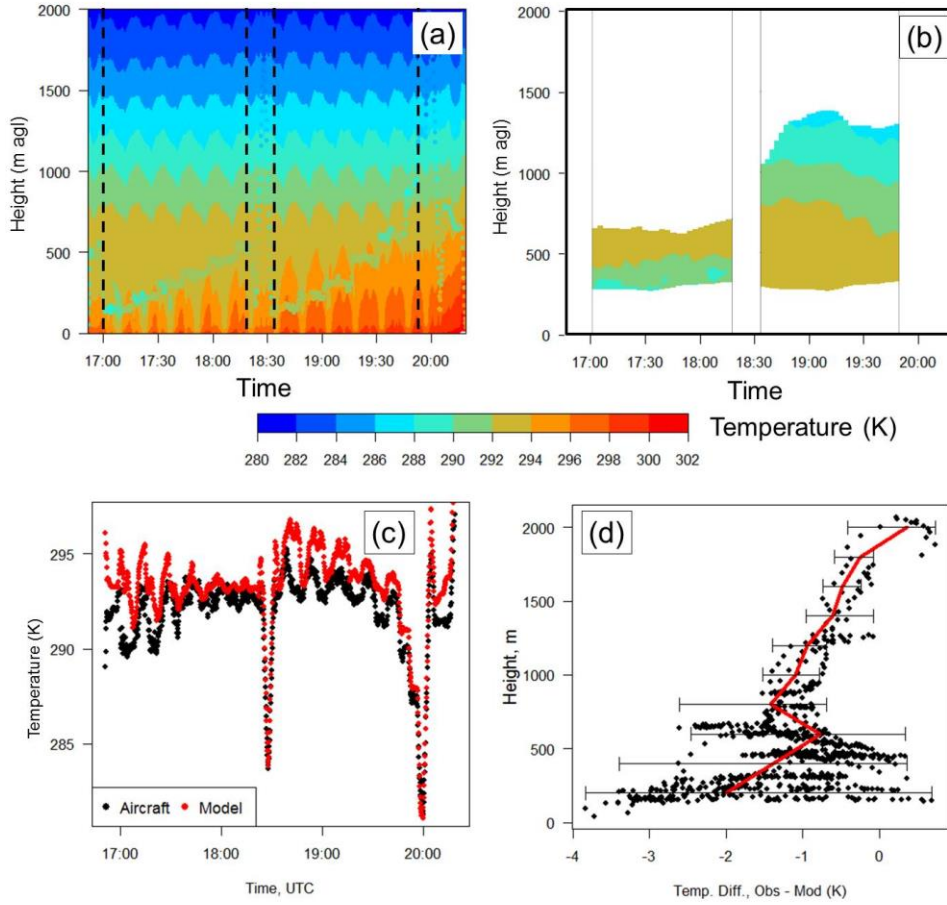 2000
(a)
(b)
1500
1000
500
0
Height (m agl)
17:00 17:30 18:00 18:30 19:00 19:30 20:00
Time
2000
1500
1000
500
0
Height (m agl)
17:00 17:30 18:00 18:30 19:00 19:30 20:00
Time
280 282 284 286 288 290 292 294 296 298 300 302
Temperature (K)
(c)
295
290
285
Temperature (K)
Aircraft Model
17:00 18:00 19:00 20:00
Time, UTC
(d)
2000
1500
1000
500
0
Height, m
-4 -3 -2 -1 0
Temp. Diff., Obs - Mod (K)